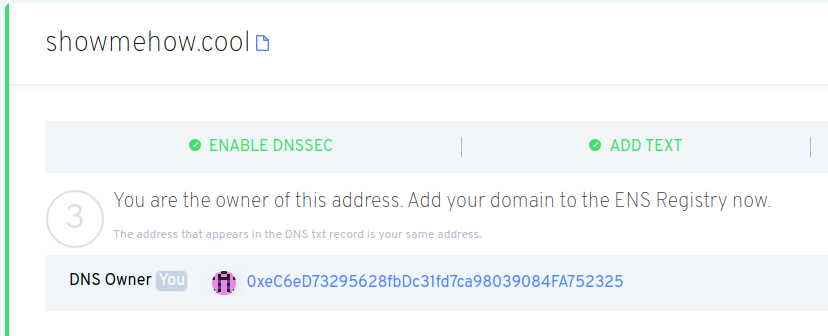 showmehow.cool
ENABLE DNSSEC
ADD TEXT
3
You are the owner of this address. Add your domain to the ENS Registry now.
The address that appears in the DNS txt record is your same address.
DNS Owner You 0xeC6eD73295628fbDc31fd7ca98039084FA752325